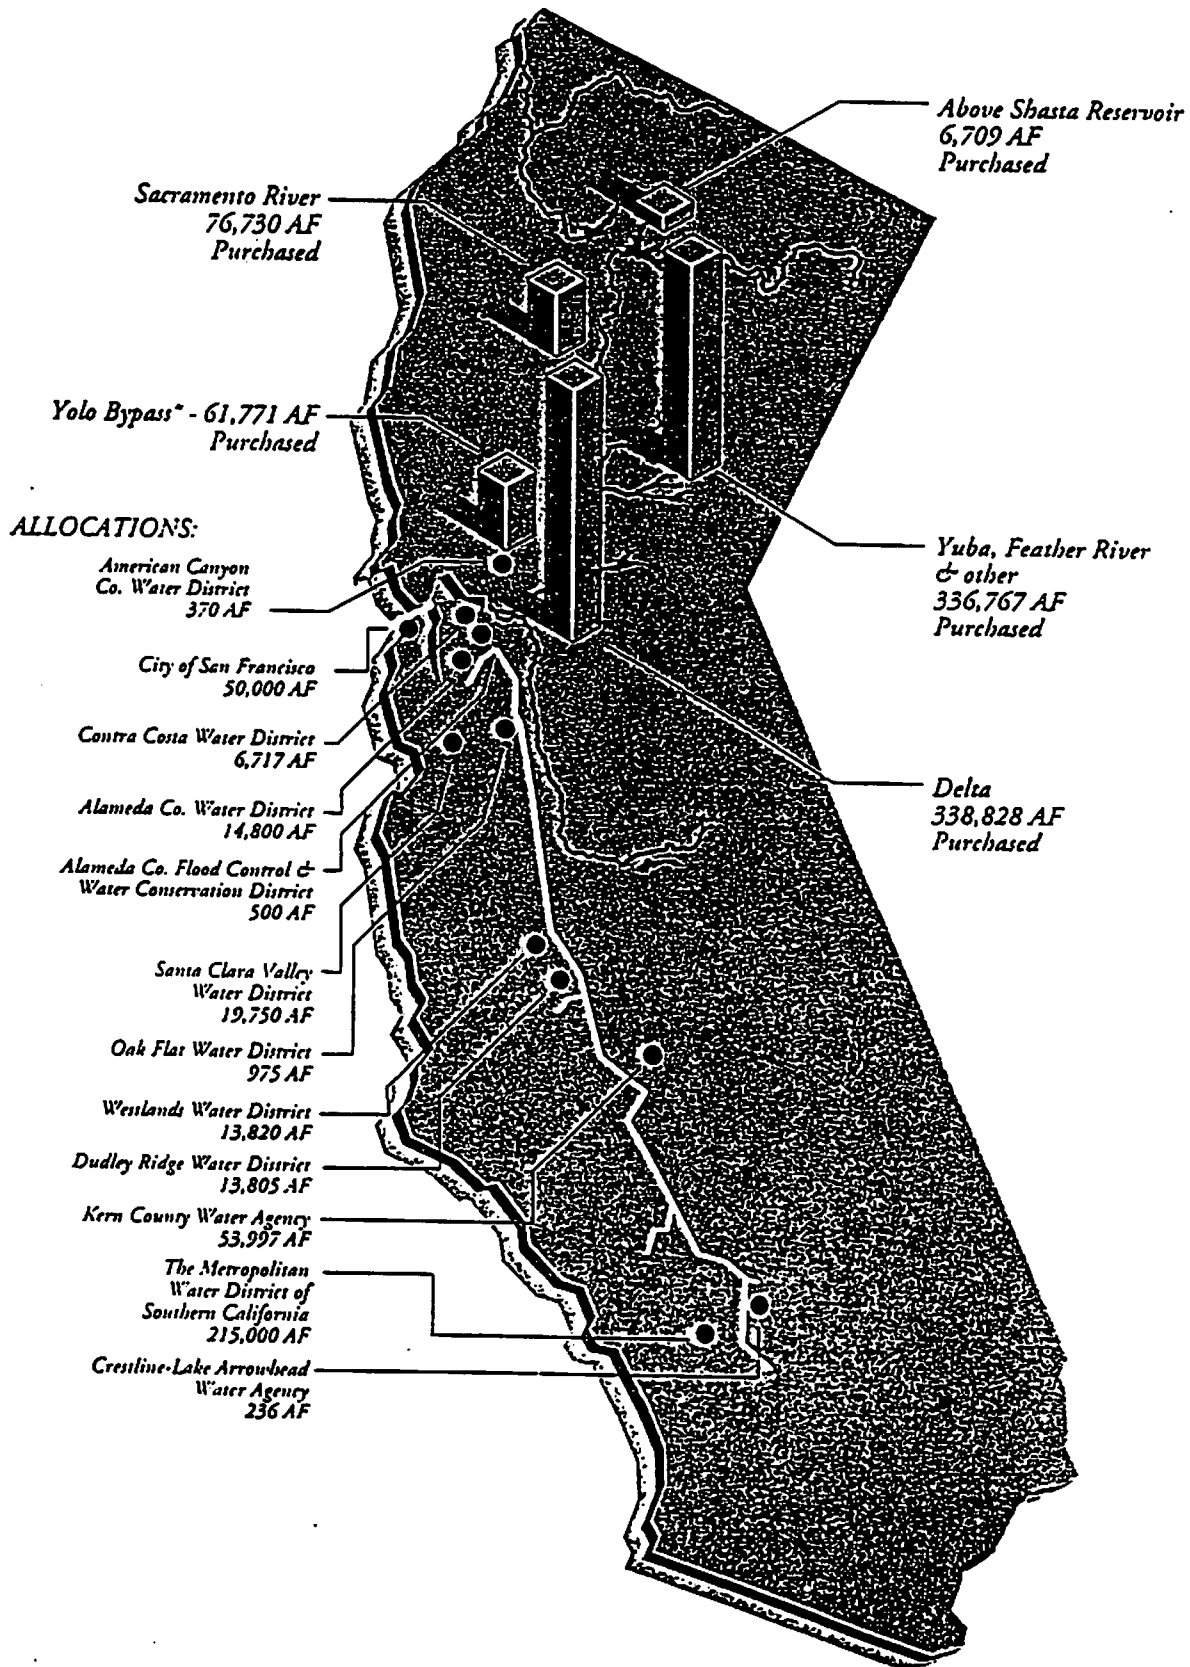 Above Shasta Reservoir
6,709 AF
Purchased
Sacramento River
76,730 AF
Purchased
Yolo Bypass* - 61,771 AF
Purchased
ALLOCATIONS:
American Canyon
Co. Water District
370 AF
Yuba, Feather River
& other
336,767 AF
Purchased
City of San Francisco
50,000 AF
Contra Costa Water District
6,717 AF
Delta
338,828 AF
Purchased
Alameda Co. Water District
14,800 AF
Alameda Co. Flood Control &
Water Conservation District
500 AF
Santa Clara Valley
Water District
19,750 AF
Oak Flat Water District
975 AF
Westlands Water District
13,820 AF
Dudley Ridge Water District
13,805 AF
Kern County Water Agency
53,997 AF
The Metropolitan
Water District of
Southern California
215,000 AF
Crestline-Lake Arrowhead
Water Agency
236 AF